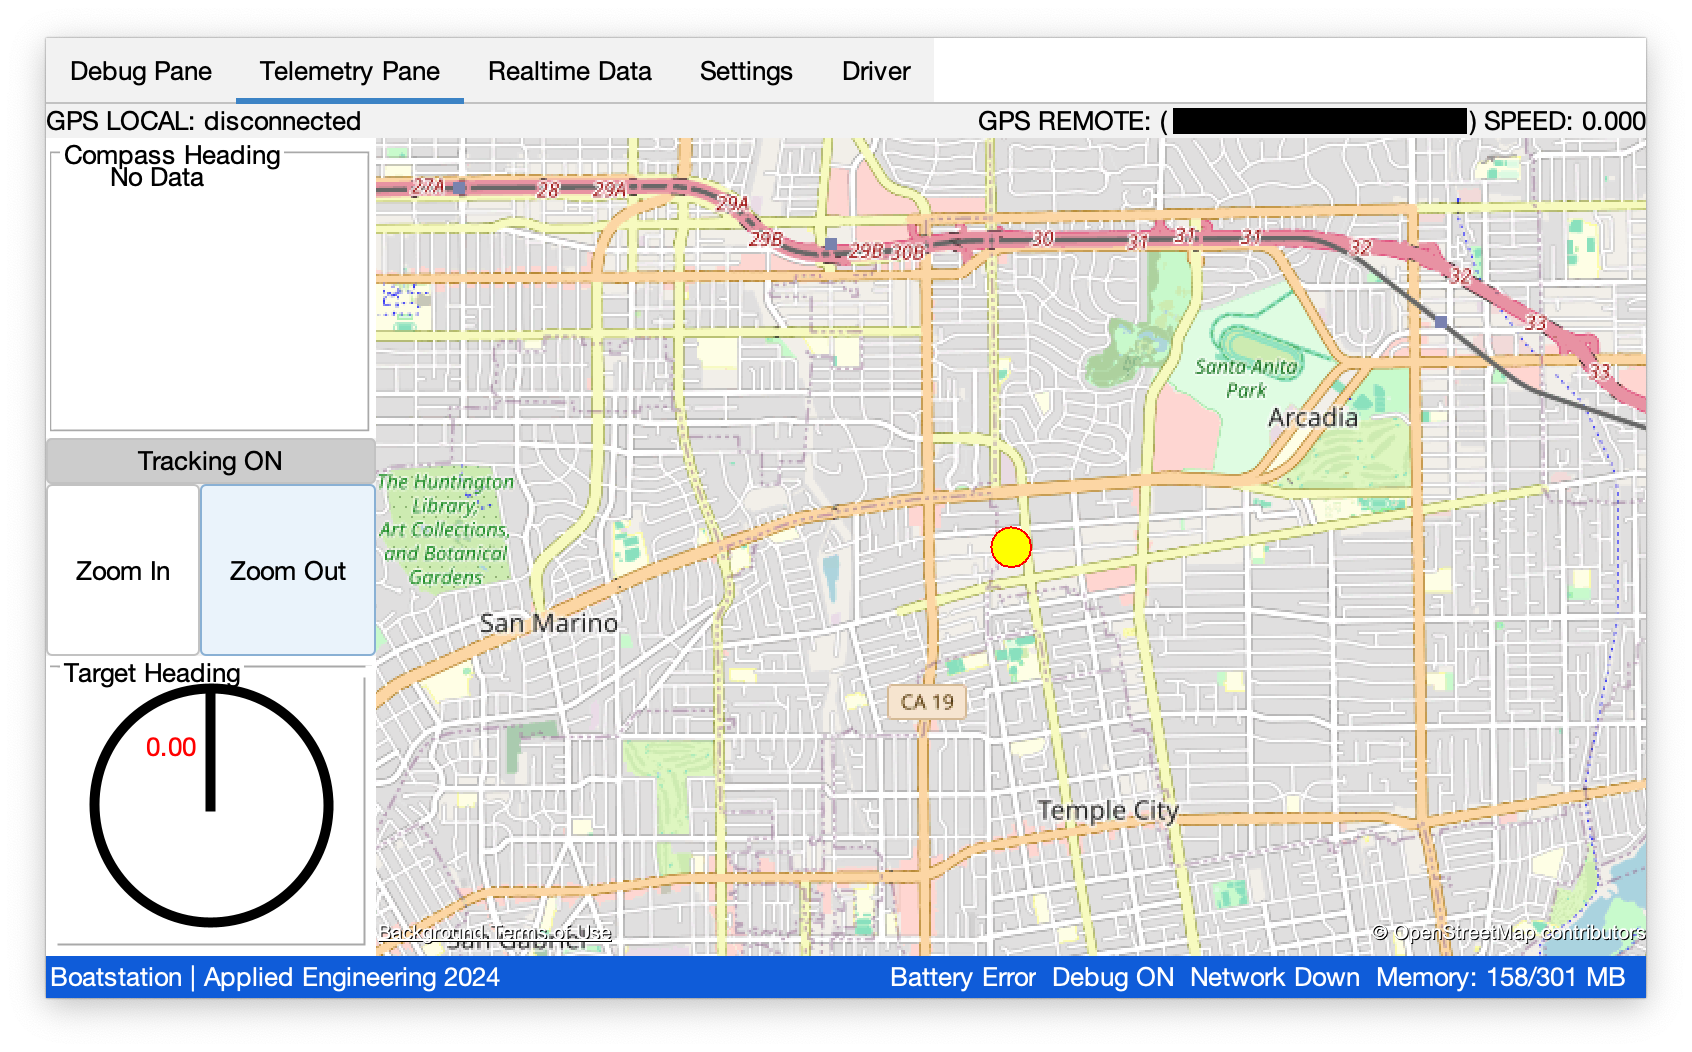 Debug Pane Telemetry Pane Realtime Data Settings Driver
GPS LOCAL: disconnected
GPS REMOTE: ( ) SPEED: 0.000
Compass Heading
No Data
Tracking ON
Zoom In Zoom Out
Target Heading
0.00
27A 28 29A
29A
29B 29B 30B 30 31 31 31 32
32
33
33
Santa Anita
Park
Arcadia
The Huntington
Library,
Art Collections,
and Botanical
Gardens
San Marino
CA 19
Temple City
San Gabriel
Background Terms of Use
© OpenStreetMap contributors
Boatstation | Applied Engineering 2024
Battery Error Debug ON Network Down Memory: 158/301 MB